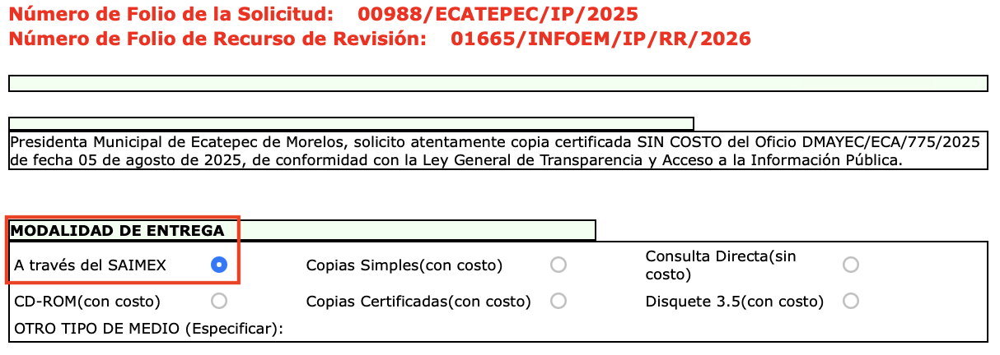 Número de Folio de la Solicitud: 00988/ECATEPEC/IP/2025
Número de Folio de Recurso de Revisión: 01665/INFOEM/IP/RR/2026
Presidenta Municipal de Ecatepec de Morelos, solicito atentamente copia certificada SIN COSTO del Oficio DMAYEC/ECA/775/2025
de fecha 05 de agosto de 2025, de conformidad con la Ley General de Transparencia y Acceso a la Información Pública.
MODALIDAD DE ENTREGA
A través del SAIMEX
Copias Simples(con costo)
Consulta Directa(sin
costo)
CD-ROM(con costo)
Copias Certificadas(con costo)
Disquete 3.5(con costo)
OTRO TIPO DE MEDIO (Especificar):